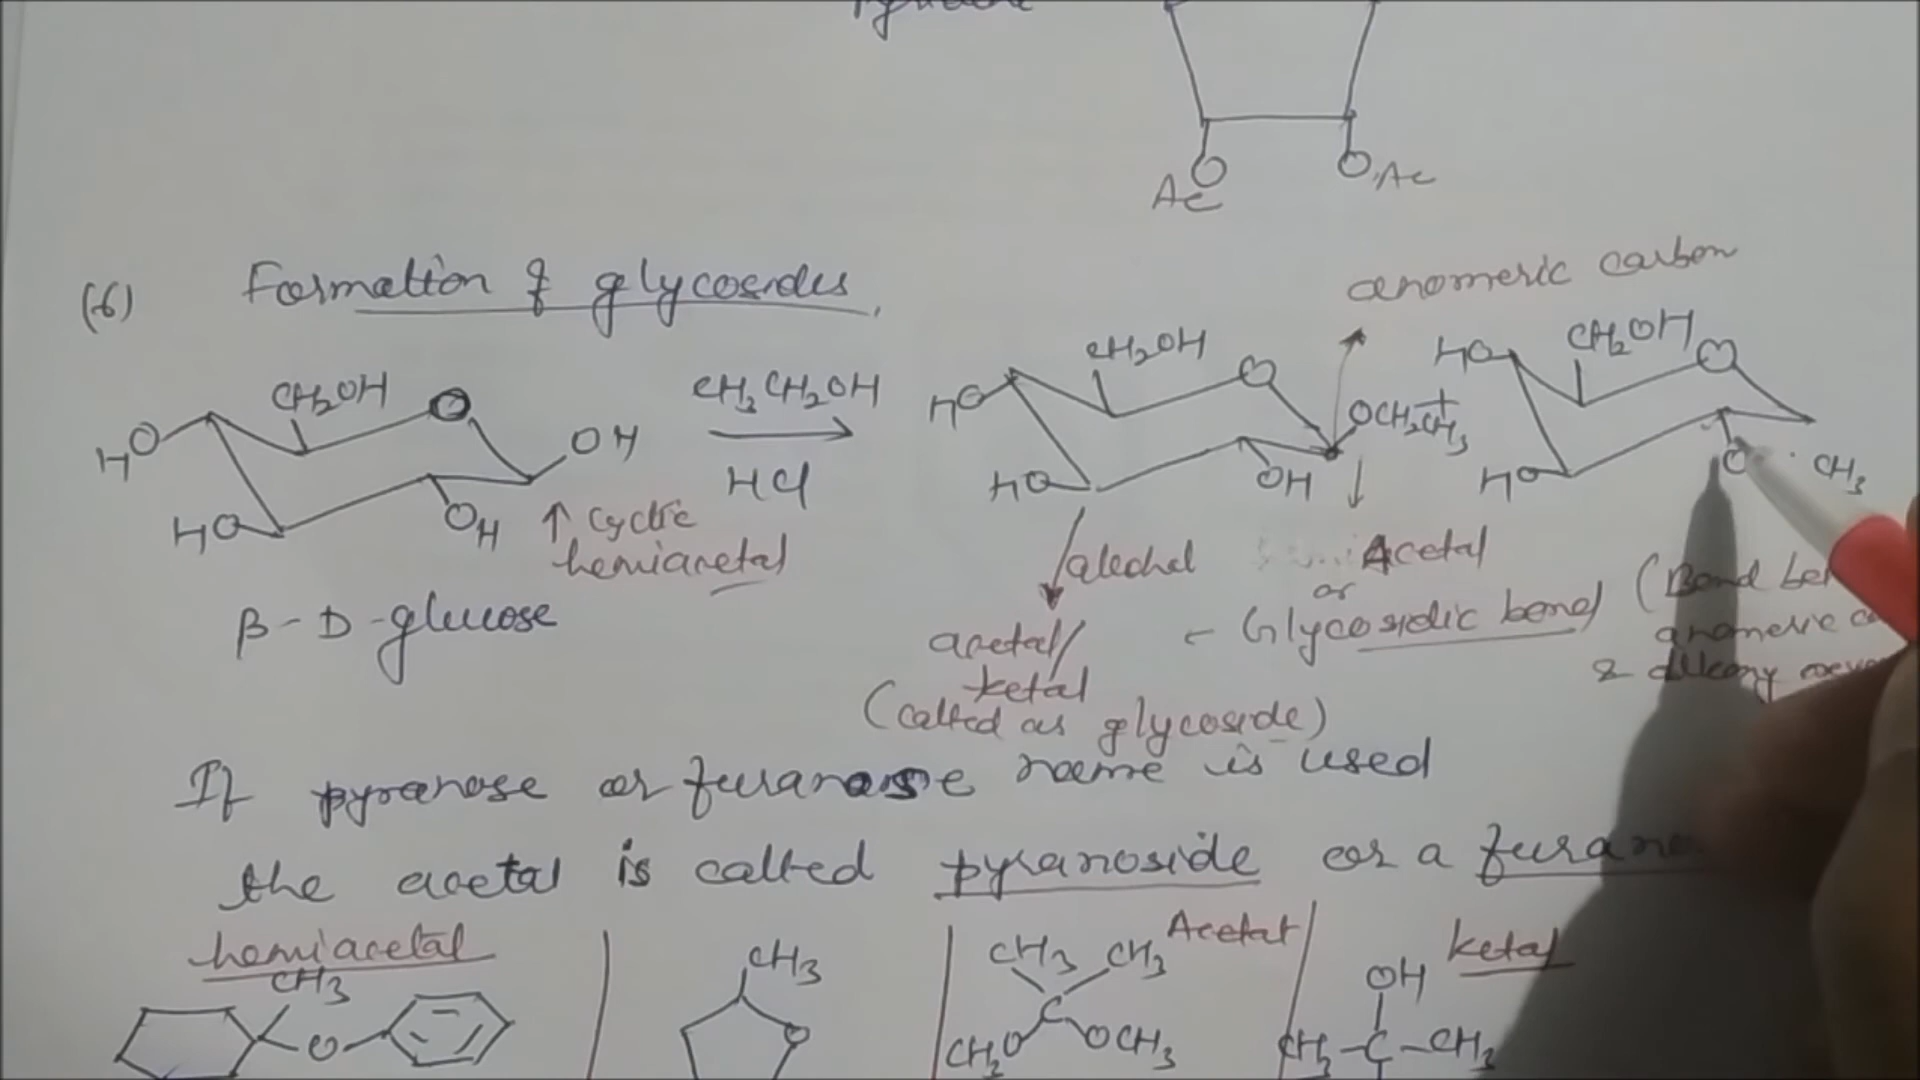 Ac
O
O,Ac
(6) Formation of glycosides,
anomeric carbon
HO
CH2OH
O
OH
HO
OH
CH3CH2OH
HCl
HO
CH2OH
O
OCH2CH3
+
HO
OH
HO
CH2OH
O
HO
O
CH3
↑ cyclic
hemiacetal
β-D-glucose
alcohol
Acetal
or
- Glycosidic bond
(Bond be
anomeric c
&
acetal/
ketal
(called as glycoside)
If pyranose or furanose name is used
the acetal is called pyranoside or a furano
hemiacetal
CH3
O
CH3
O
Acetal
CH3
CH3
C
CH3O
OCH3
ketal
OH
CH3-C-CH3